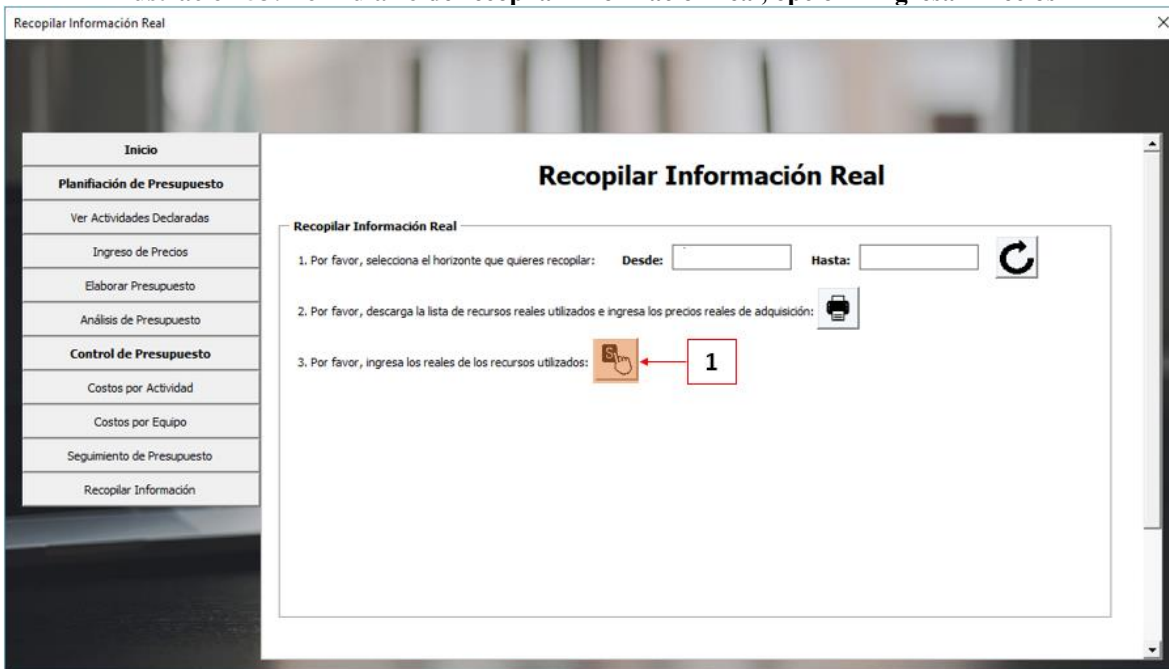 Recopilar Información Real
Inicio
Planifiación de Presupuesto
Ver Actividades Declaradas
Ingreso de Precios
Elaborar Presupuesto
Análisis de Presupuesto
Control de Presupuesto
Costos por Actividad
Costos por Equipo
Seguimiento de Presupuesto
Recopilar Información
Recopilar Información Real
Recopilar Información Real
1. Por favor, selecciona el horizonte que quieres recopilar: Desde: Hasta:
2. Por favor, descarga la lista de recursos reales utilizados e ingresa los precios reales de adquisición:
3. Por favor, ingresa los reales de los recursos utilizados: S 1